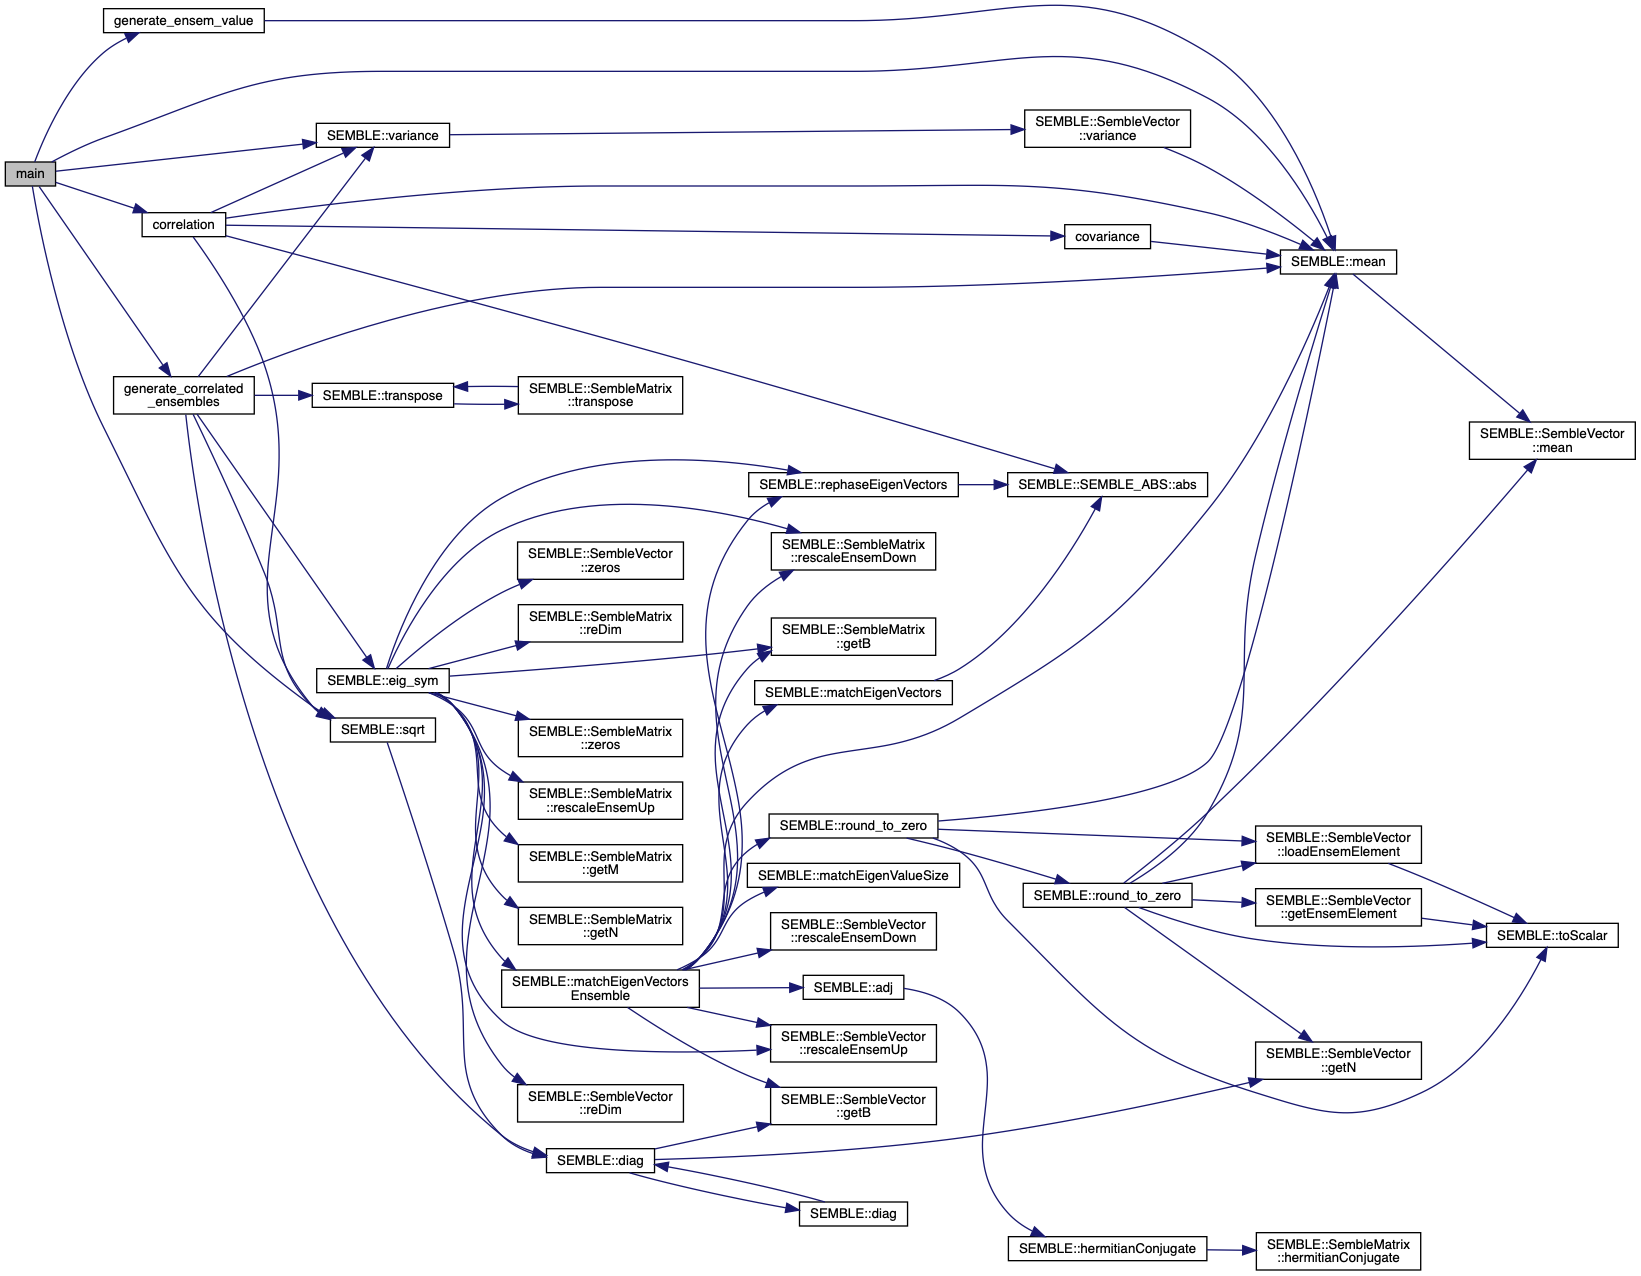 generate_ensem_value
main
SEMBLE::variance
correlation
generate_correlated
_ensembles
SEMBLE::transpose
SEMBLE::SembleMatrix
::transpose
SEMBLE::SembleVector
::variance
covariance
SEMBLE::mean
SEMBLE::SembleVector
::mean
SEMBLE::rephaseEigenVectors
SEMBLE::SEMBLE_ABS::abs
SEMBLE::SembleMatrix
::rescaleEnsemDown
SEMBLE::SembleVector
::zeros
SEMBLE::SembleMatrix
::reDim
SEMBLE::SembleMatrix
::getB
SEMBLE::eig_sym
SEMBLE::matchEigenVectors
SEMBLE::sqrt
SEMBLE::SembleMatrix
::zeros
SEMBLE::SembleMatrix
::rescaleEnsemUp
SEMBLE::SembleMatrix
::getM
SEMBLE::SembleMatrix
::getN
SEMBLE::round_to_zero
SEMBLE::matchEigenValueSize
SEMBLE::SembleVector
::loadEnsemElement
SEMBLE::round_to_zero
SEMBLE::SembleVector
::getEnsemElement
SEMBLE::toScalar
SEMBLE::SembleVector
::rescaleEnsemDown
SEMBLE::matchEigenVectors
Ensemble
SEMBLE::adj
SEMBLE::SembleVector
::rescaleEnsemUp
SEMBLE::SembleVector
::getN
SEMBLE::SembleVector
::reDim
SEMBLE::SembleVector
::getB
SEMBLE::diag
SEMBLE::diag
SEMBLE::hermitianConjugate
SEMBLE::SembleMatrix
::hermitianConjugate